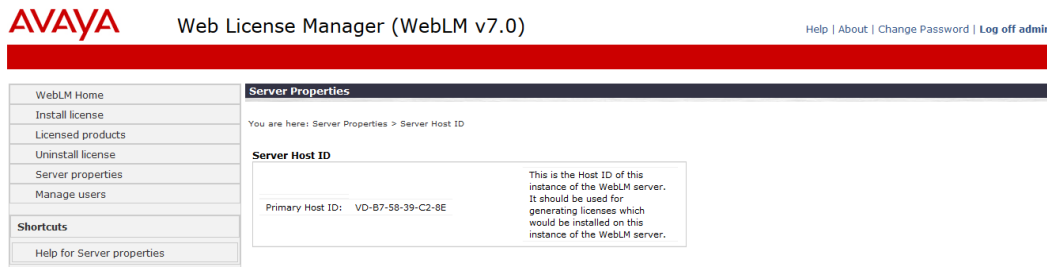 AVAYA
Web License Manager (WebLM v7.0)
Help | About | Change Password | Log off admin
WebLM Home
Install license
Licensed products
Uninstall license
Server properties
Manage users
Shortcuts
Help for Server properties
Server Properties
You are here: Server Properties > Server Host ID
Server Host ID
Primary Host ID: VD-B7-58-39-C2-8E
This is the Host ID of this
instance of the WebLM server.
It should be used for
generating licenses which
would be installed on this
instance of the WebLM server.